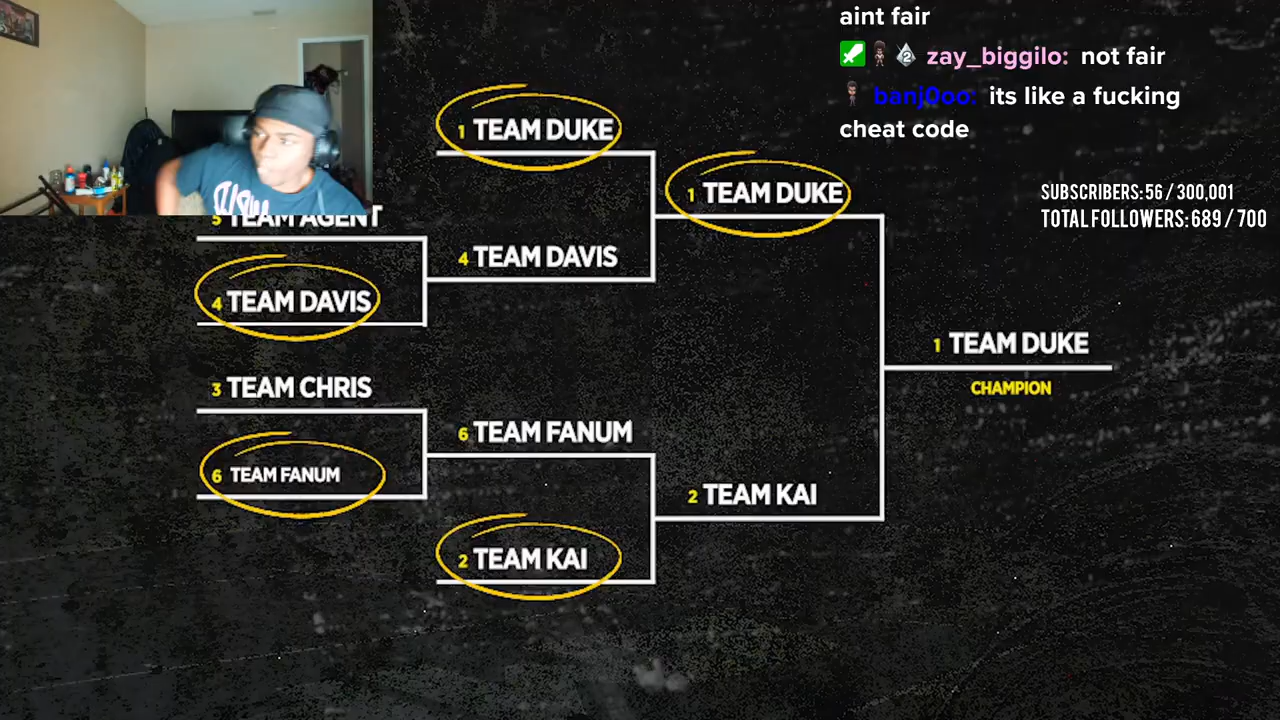 aint fair
zay_biggilo: not fair
banj0oo: its like a fucking
cheat code
SUBSCRIBERS: 56 / 300,001
TOTAL FOLLOWERS: 689 / 700
1 TEAM DUKE
1 TEAM DUKE
5 TEAM AGENT
4 TEAM DAVIS
4 TEAM DAVIS
1 TEAM DUKE
CHAMPION
3 TEAM CHRIS
6 TEAM FANUM
6 TEAM FANUM
2 TEAM KAI
2 TEAM KAI